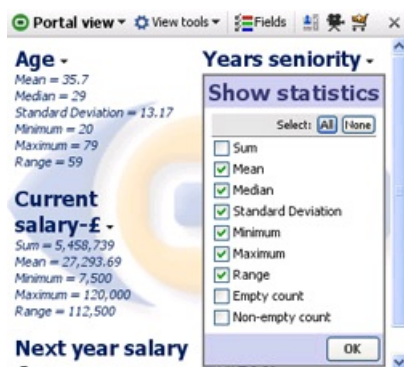 Portal view View tools Fields
Age -
Mean = 35.7
Median = 29
Standard Deviation = 13.17
Minimum = 20
Maximum = 79
Range = 59
Current
salary-£ -
Sum = 5,458,739
Mean = 27,293.69
Minimum = 7,500
Maximum = 120,000
Range = 112,500
Next year salary
Years seniority -
Show statistics
Select: All None
Sum
Mean
Median
Standard Deviation
Minimum
Maximum
Range
Empty count
Non-empty count
OK